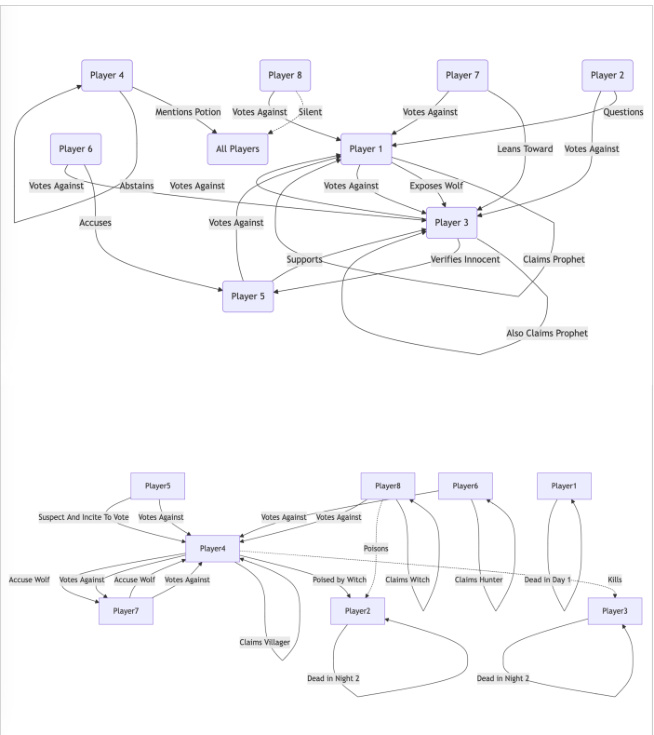 Player 4
Player 8
Player 7
Player 2
Mentions Potion
Votes Against
Silent
Votes Against
Questions
Player 6
All Players
Player 1
Leans Toward
Votes Against
Votes Against
Abstains
Votes Against
Votes Against
Exposes Wolf
Accuses
Votes Against
Player 3
Supports
Verifies Innocent
Claims Prophet
Player 5
Also Claims Prophet
Player5
Player8
Player6
Player1
Suspect And Incite To Vote
Votes Against
Votes Against
Votes Against
Player4
Poisons
Accuse Wolf
Votes Against
Accuse Wolf
Votes Against
Poised by Witch
Claims Witch
Claims Hunter
Dead in Day 1
Kills
Player7
Player2
Player3
Claims Villager
Dead in Night 2
Dead in Night 2